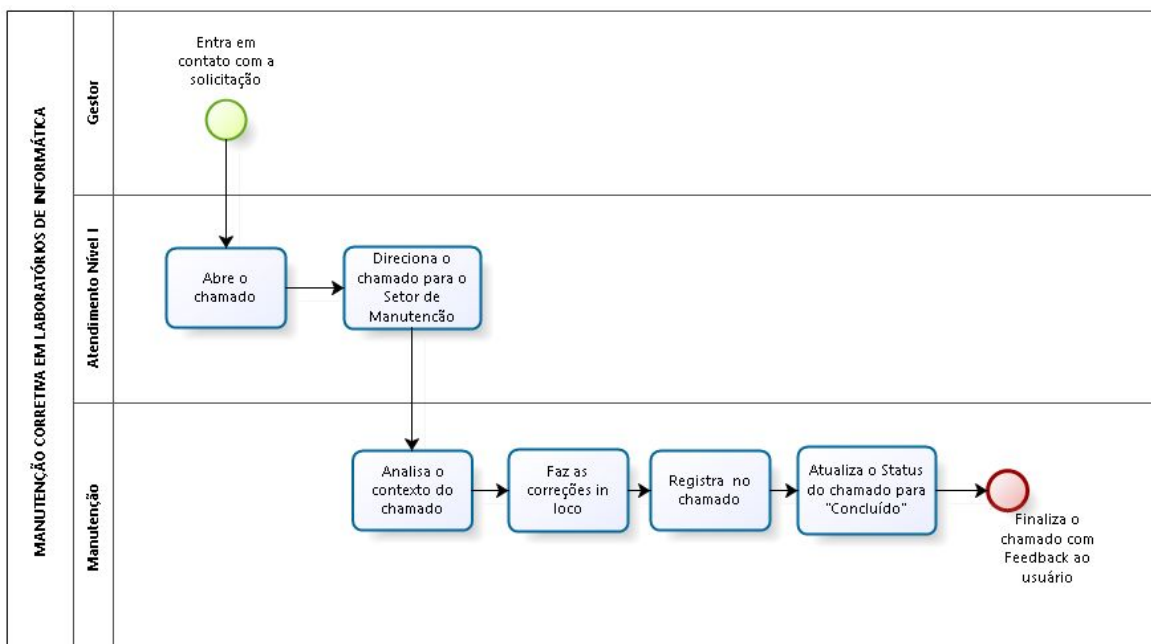 MANUTENÇÃO CORRETIVA EM LABORATÓRIOS DE INFORMÁTICA
Gestor
Entra em
contato com a
solicitação
Atendimento Nível I
Abre o
chamado
Direciona o
chamado para o
Setor de
Manutencão
Manutenção
Analisa o
contexto do
chamado
Faz as
correções in
loco
Registra no
chamado
Atualiza o Status
do chamado para
"Concluído"
Finaliza o
chamado com
Feedback ao
usuário